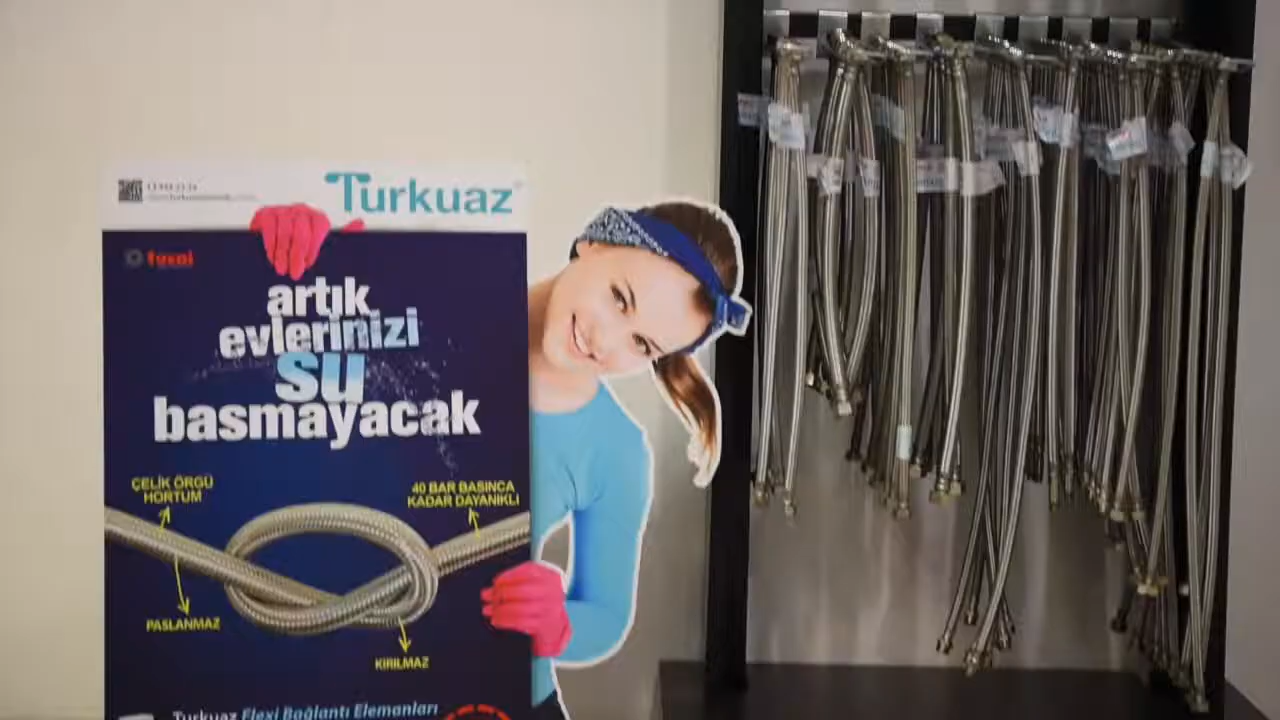 Turkuaz
artık
evlerinizi
su
basmayacak
ÇELİK ÖRGÜ
HORTUM
40 BAR BASINCA
KADAR DAYANIKLI
PASLANMAZ
KIRILMAZ
Turkuaz Flexi Bağlantı Elemanları